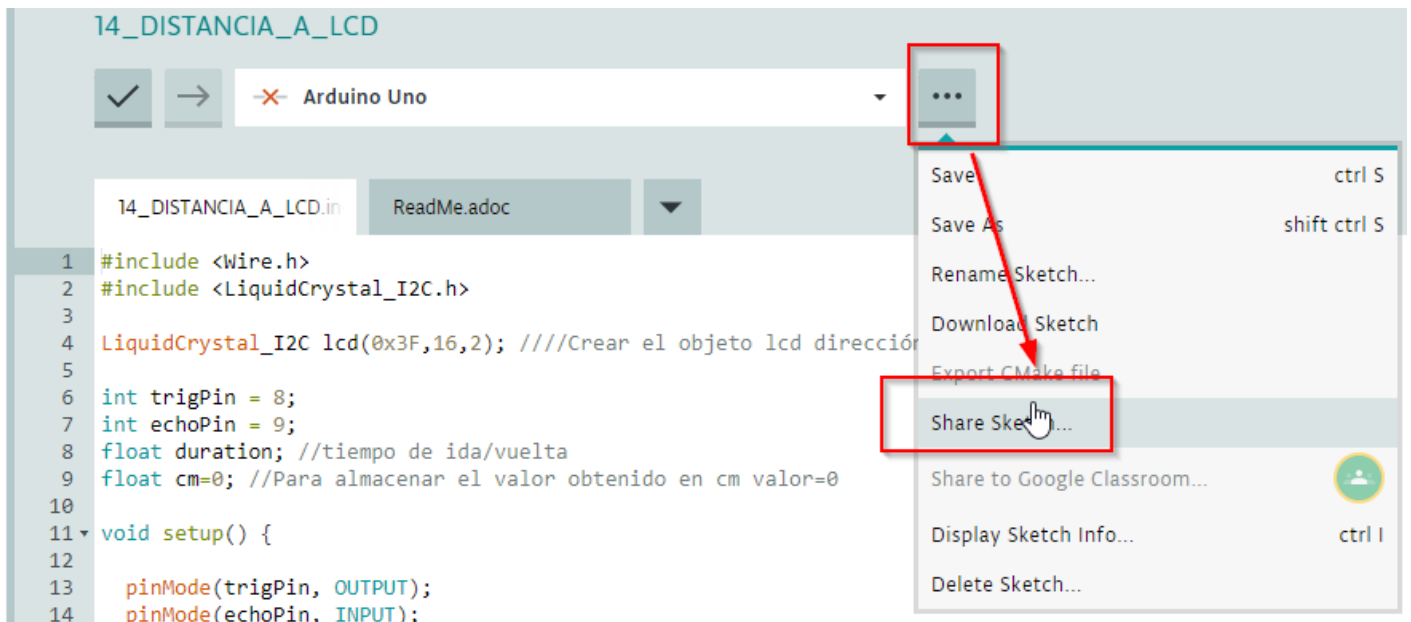 14_DISTANCIA_A_LCD
Arduino Uno
14_DISTANCIA_A_LCD.in
ReadMe.adoc
1 #include <Wire.h>
2 #include <LiquidCrystal_I2C.h>
3
4 LiquidCrystal_I2C lcd(0x3F,16,2); ////Crear el objeto lcd dirección
5
6 int trigPin = 8;
7 int echoPin = 9;
8 float duration; //tiempo de ida/vuelta
9 float cm=0; //Para almacenar el valor obtenido en cm valor=0
10
11 void setup() {
12
13 pinMode(trigPin, OUTPUT);
14 pinMode(echoPin, INPUT);
Save ctrl S
Save As shift ctrl S
Rename Sketch...
Download Sketch
Export CMake file
Share Sketch...
Share to Google Classroom...
Display Sketch Info... ctrl I
Delete Sketch...